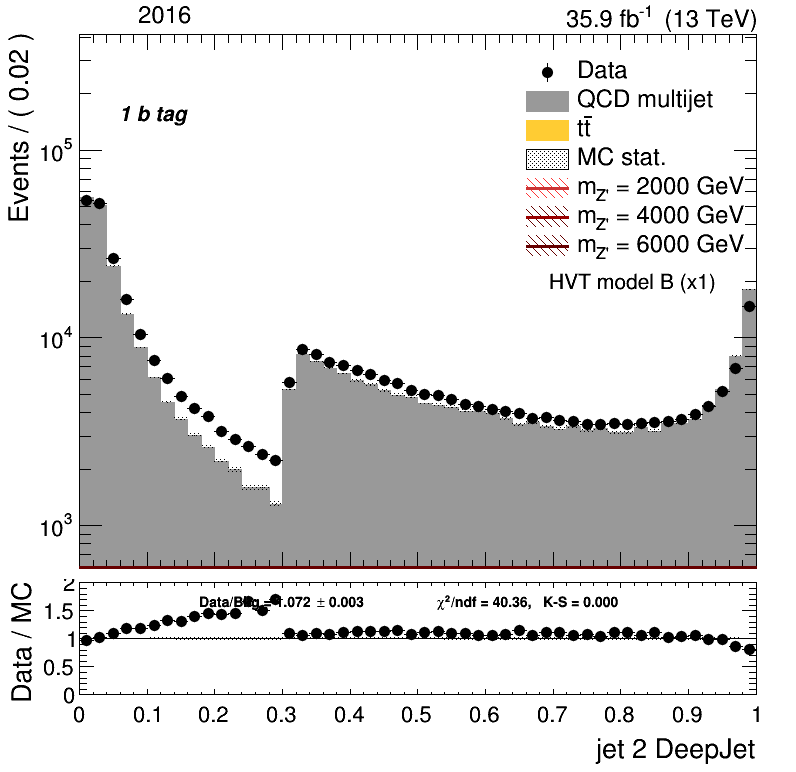 2016 35.9 fb⁻¹ (13 TeV)
Events / ( 0.02 )
1 b tag
Data
QCD multijet
tt̄
MC stat.
m_Z' = 2000 GeV
m_Z' = 4000 GeV
m_Z' = 6000 GeV
HVT model B (x1)
10⁵
10⁴
10³
Data / MC
2
1.5
1
0.5
0
Data/Bkg = 1.072 ± 0.003 χ²/ndf = 40.36, K-S = 0.000
0 0.1 0.2 0.3 0.4 0.5 0.6 0.7 0.8 0.9 1
jet 2 DeepJet